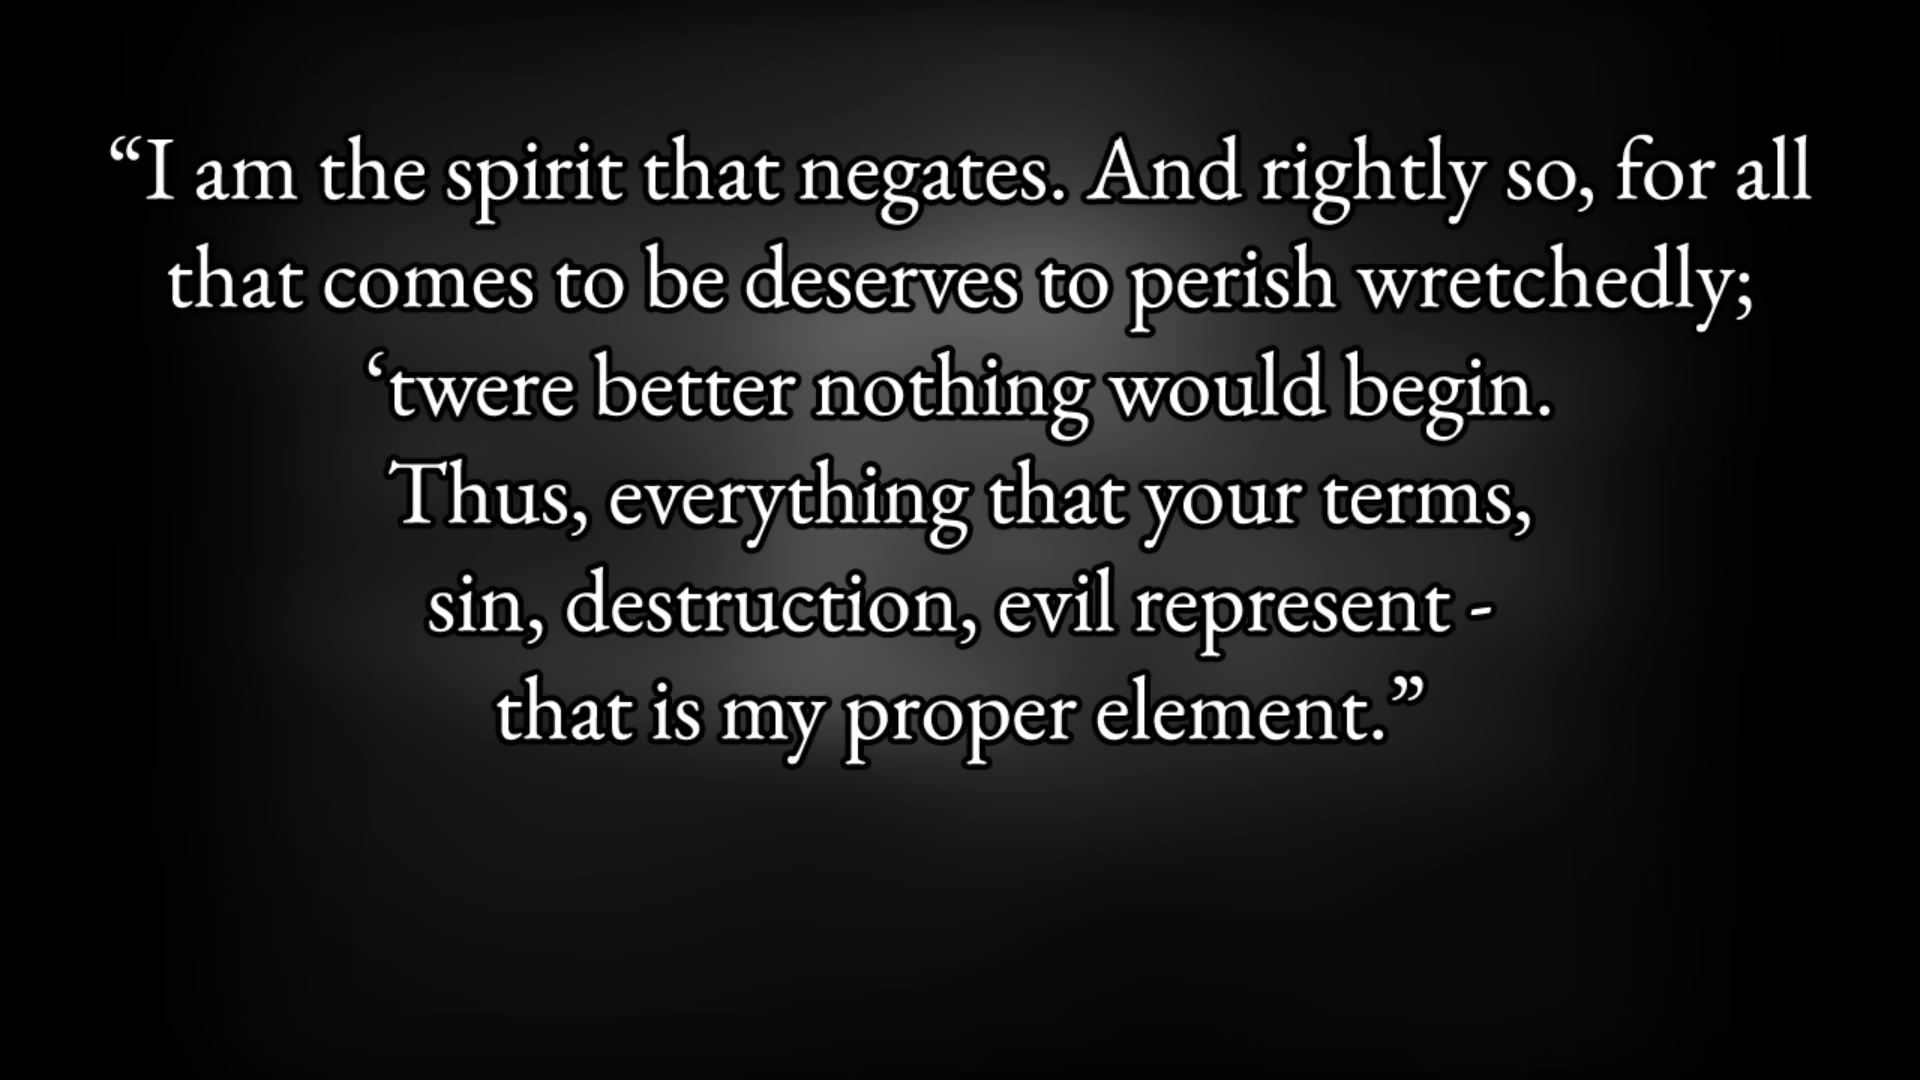 “I am the spirit that negates. And rightly so, for all
that comes to be deserves to perish wretchedly;
‘twere better nothing would begin.
Thus, everything that your terms,
sin, destruction, evil represent -
that is my proper element.”